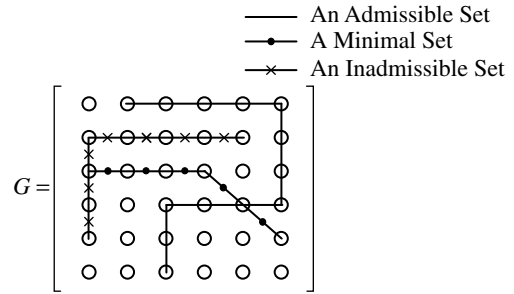 An Admissible Set
A Minimal Set
An Inadmissible Set
G =